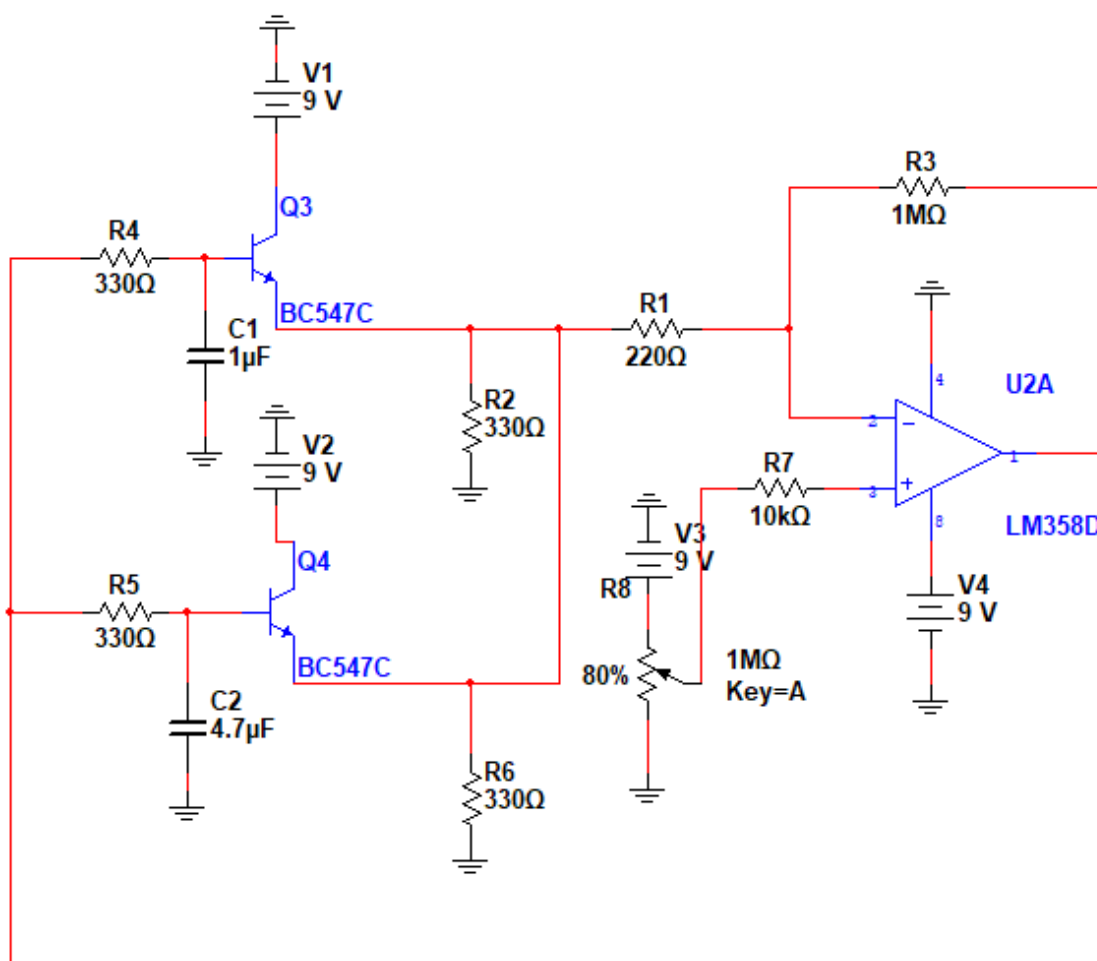 V1
9 V
Q3
R4
330Ω
BC547C
C1
1µF
R3
1MΩ
R1
220Ω
R2
330Ω
4
U2A
2
1
V2
9 V
R7
10kΩ
3
8
LM358D
V3
9 V
R8
Q4
R5
330Ω
BC547C
V4
9 V
80%
1MΩ
Key=A
C2
4.7µF
R6
330Ω